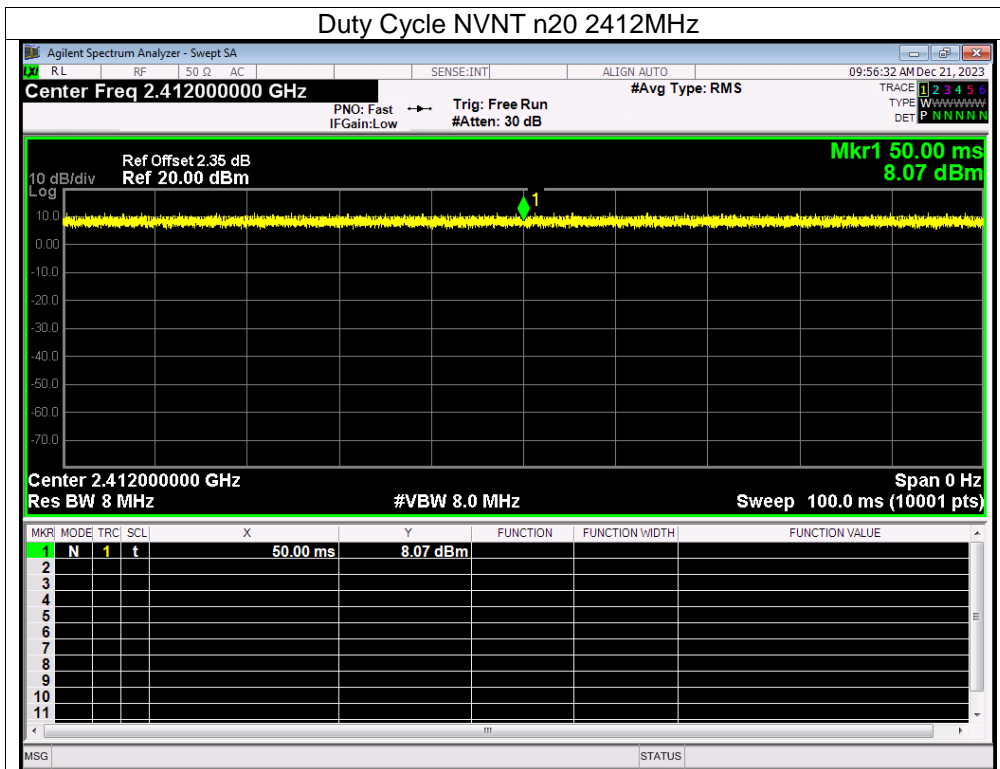 Duty Cycle NVNT n20 2412MHz
Agilent Spectrum Analyzer - Swept SA
LXI RL RF 50 Ω AC SENSE:INT ALIGN AUTO 09:56:32 AM Dec 21, 2023
Center Freq 2.412000000 GHz #Avg Type: RMS TRACE 1 2 3 4 5 6
PNO: Fast Trig: Free Run TYPE WWWWWWW
IFGain:Low #Atten: 30 dB DET P N N N N N
Mkr1 50.00 ms
Ref Offset 2.35 dB
10 dB/div Ref 20.00 dBm 8.07 dBm
Log
1
10.0
0.00
-10.0
-20.0
-30.0
-40.0
-50.0
-60.0
-70.0
Center 2.412000000 GHz Span 0 Hz
Res BW 8 MHz #VBW 8.0 MHz Sweep 100.0 ms (10001 pts)
MKR MODE TRC SCL X Y FUNCTION FUNCTION WIDTH FUNCTION VALUE
1 N 1 t 50.00 ms 8.07 dBm
2
3
4
5
6
7
8
9
10
11
MSG STATUS